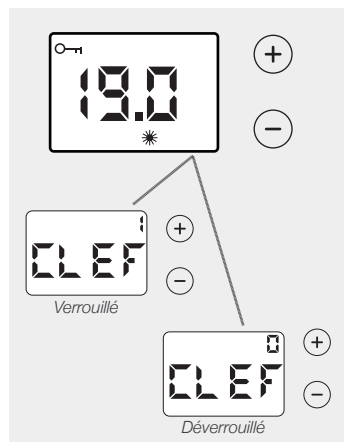 19.0
+
-
1
CLEF
+
-
Verrouillé
0
CLEF
+
-
Déverrouillé